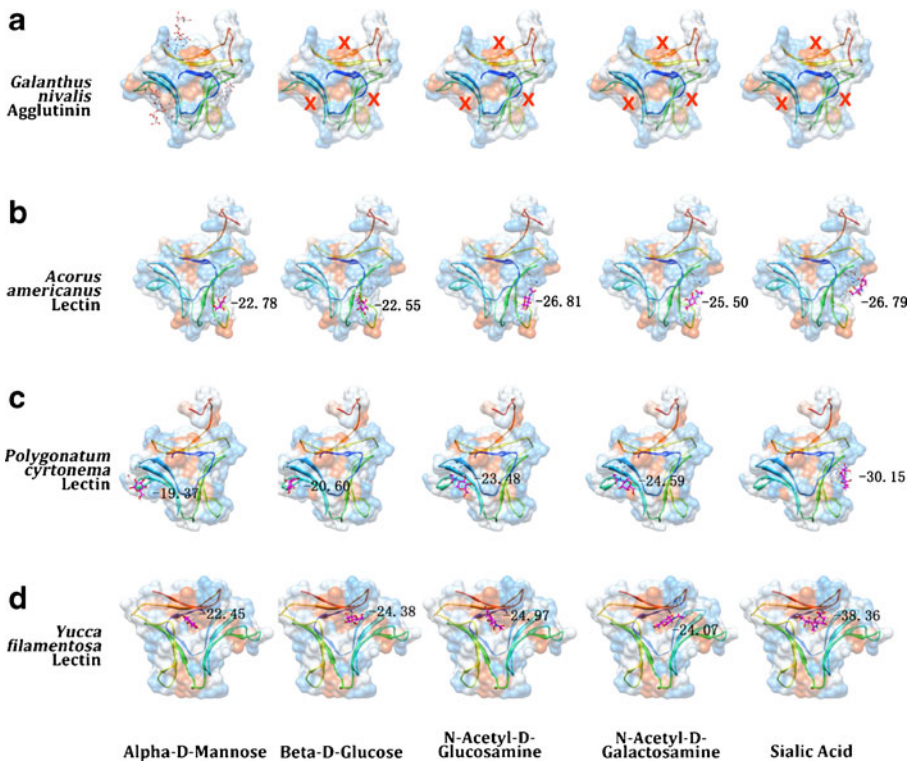 a
Galanthus
nivalis
Agglutinin
X X X X
X X X X X X X X
b
Acorus
americanus
Lectin
-22.78 -22.55 -26.81 -25.50 -26.79
c
Polygonatum
cyrtonema
Lectin
-19.37 -20.60 -23.48 -24.59 -30.15
d
Yucca
filamentosa
Lectin
-22.45 -24.38 -24.97 -24.07 -38.36
Alpha-D-Mannose
Beta-D-Glucose
N-Acetyl-D-
Glucosamine
N-Acetyl-D-
Galactosamine
Sialic Acid